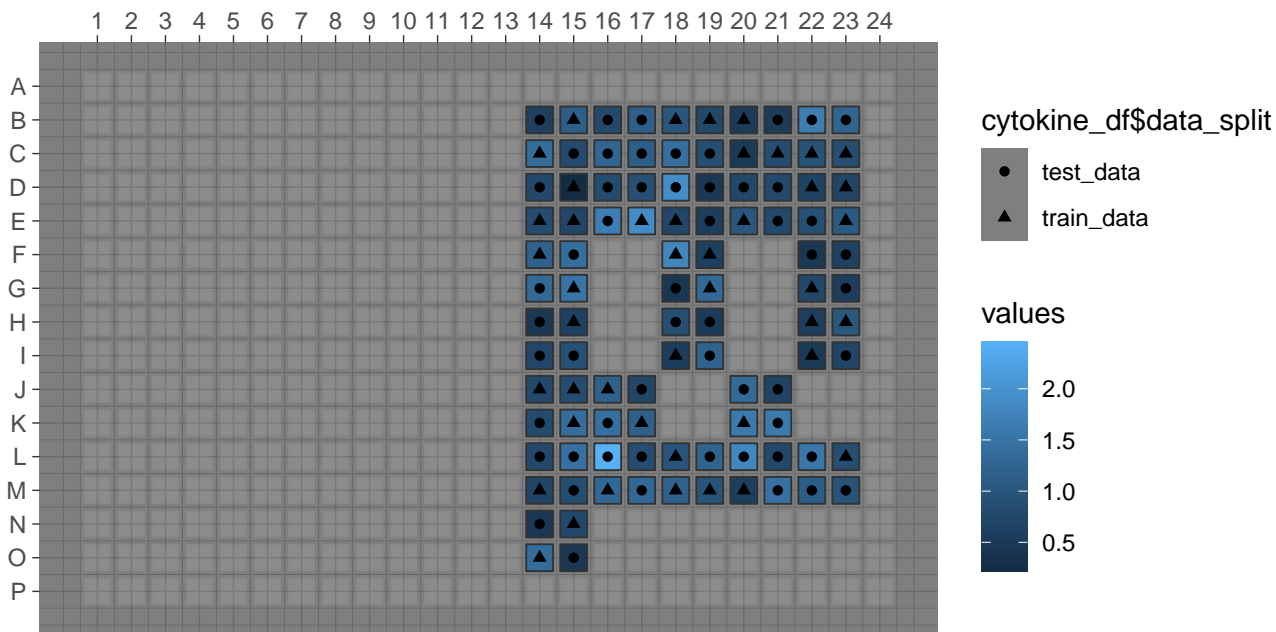 1 2 3 4 5 6 7 8 9 10 11 12 13 14 15 16 17 18 19 20 21 22 23 24
A
B
C
D
E
F
G
H
I
J
K
L
M
N
O
P
cytokine_df$data_split
test_data
train_data
values
2.0
1.5
1.0
0.5